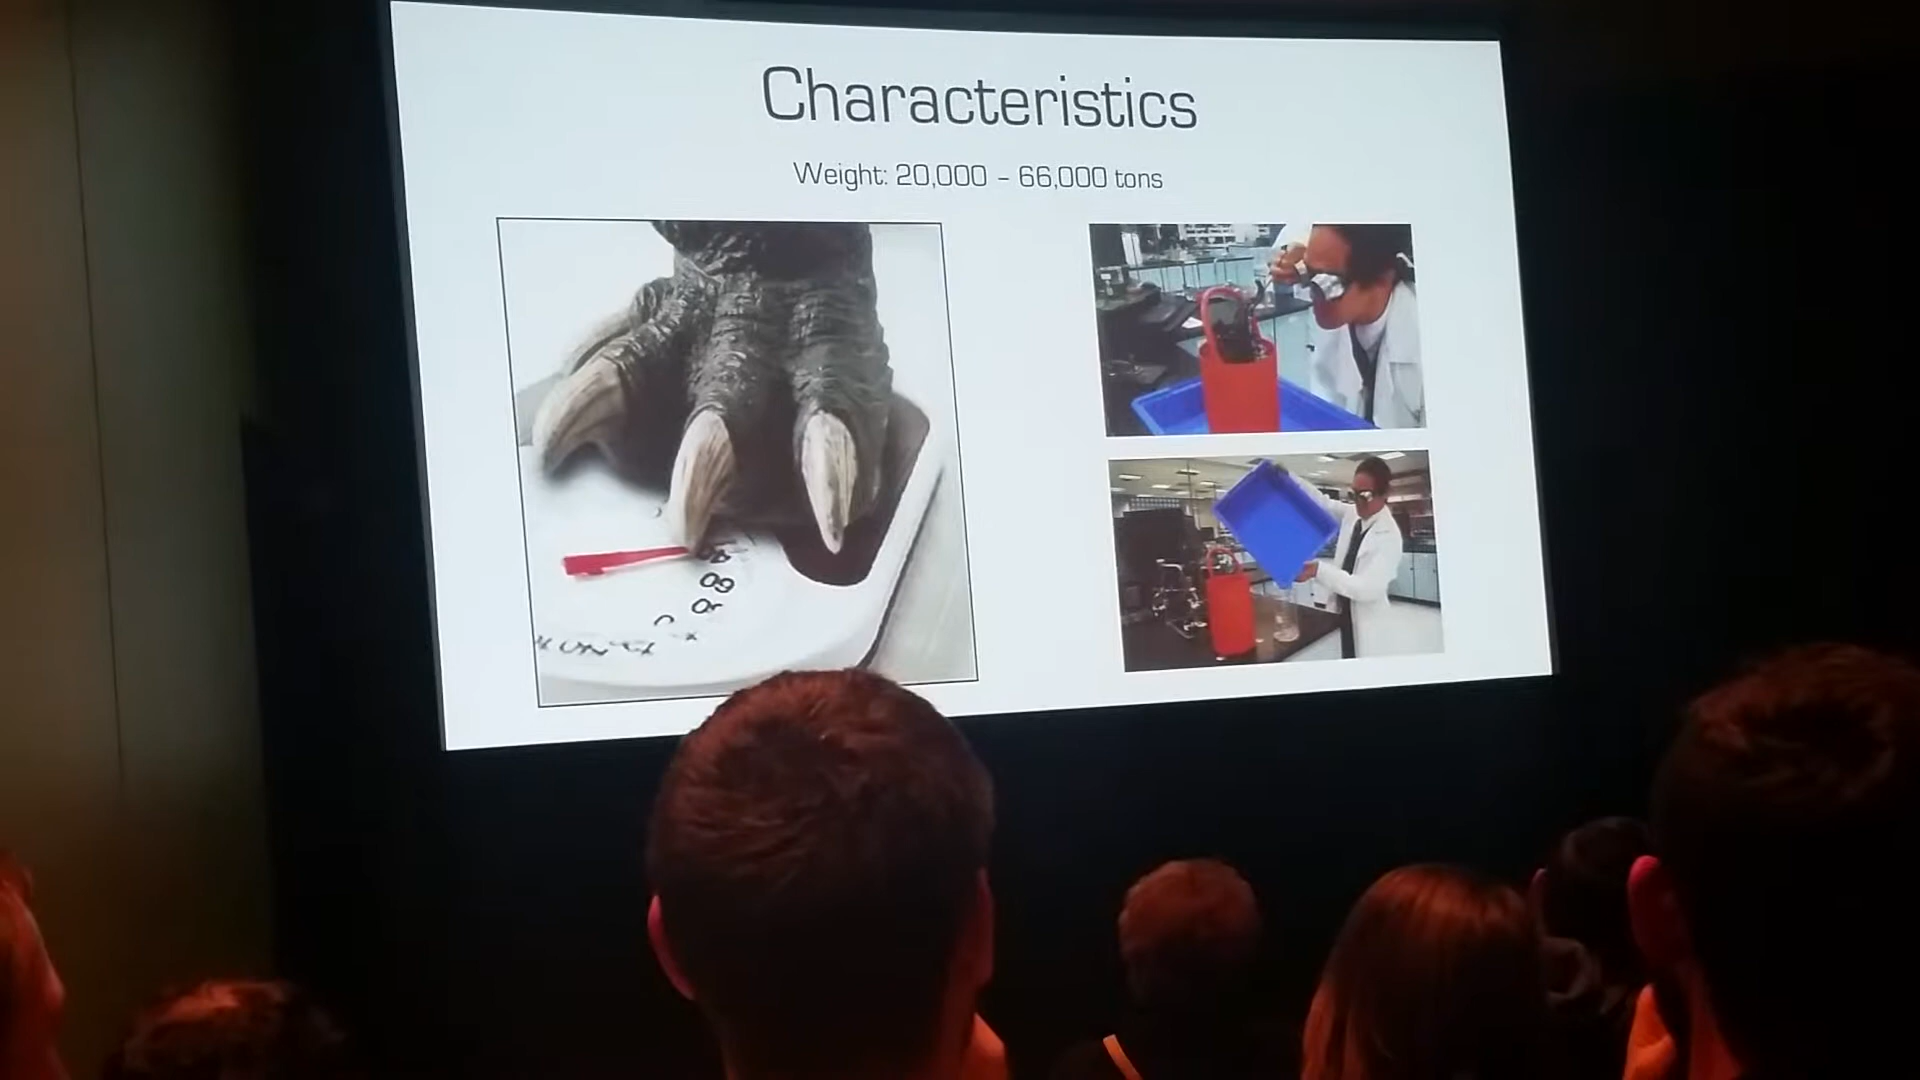 Characteristics
Weight: 20,000 – 66,000 tons